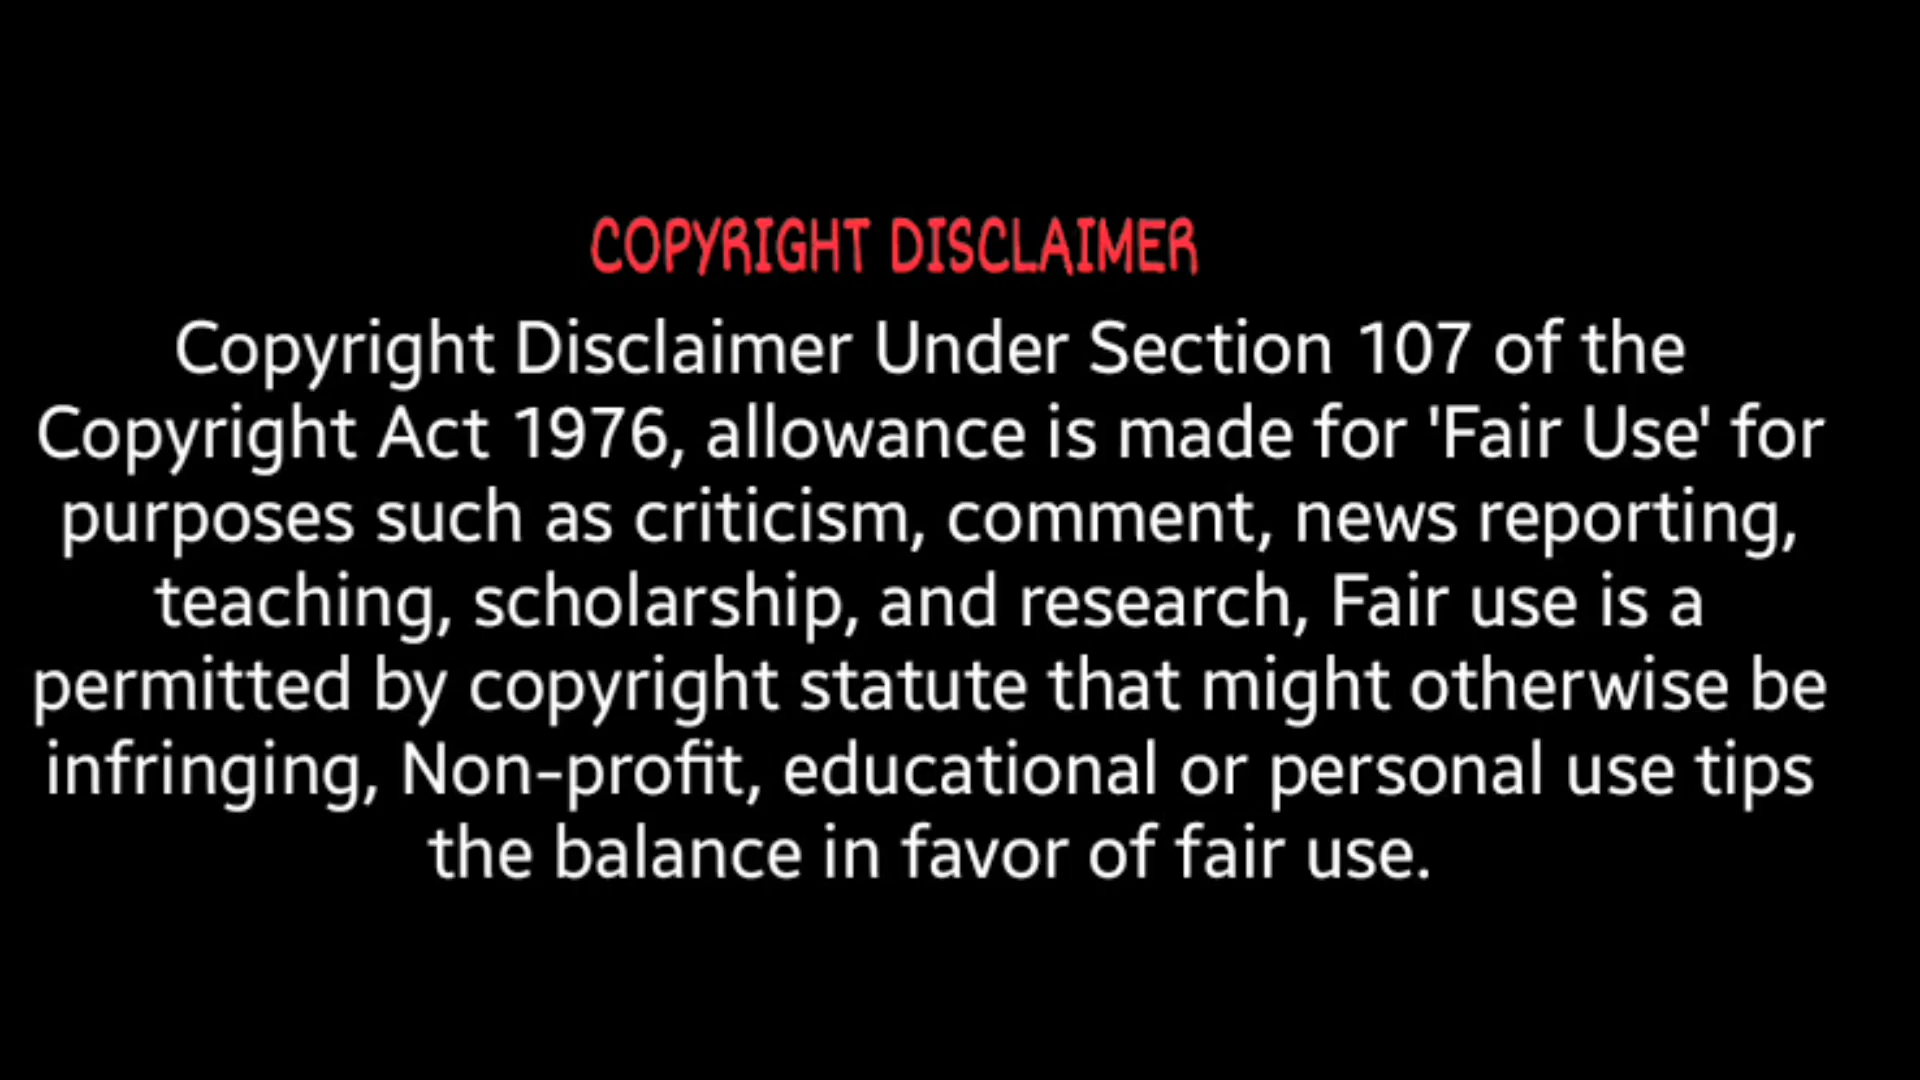 COPYRIGHT DISCLAIMER
Copyright Disclaimer Under Section 107 of the
Copyright Act 1976, allowance is made for 'Fair Use' for
purposes such as criticism, comment, news reporting,
teaching, scholarship, and research, Fair use is a
permitted by copyright statute that might otherwise be
infringing, Non-profit, educational or personal use tips
the balance in favor of fair use.